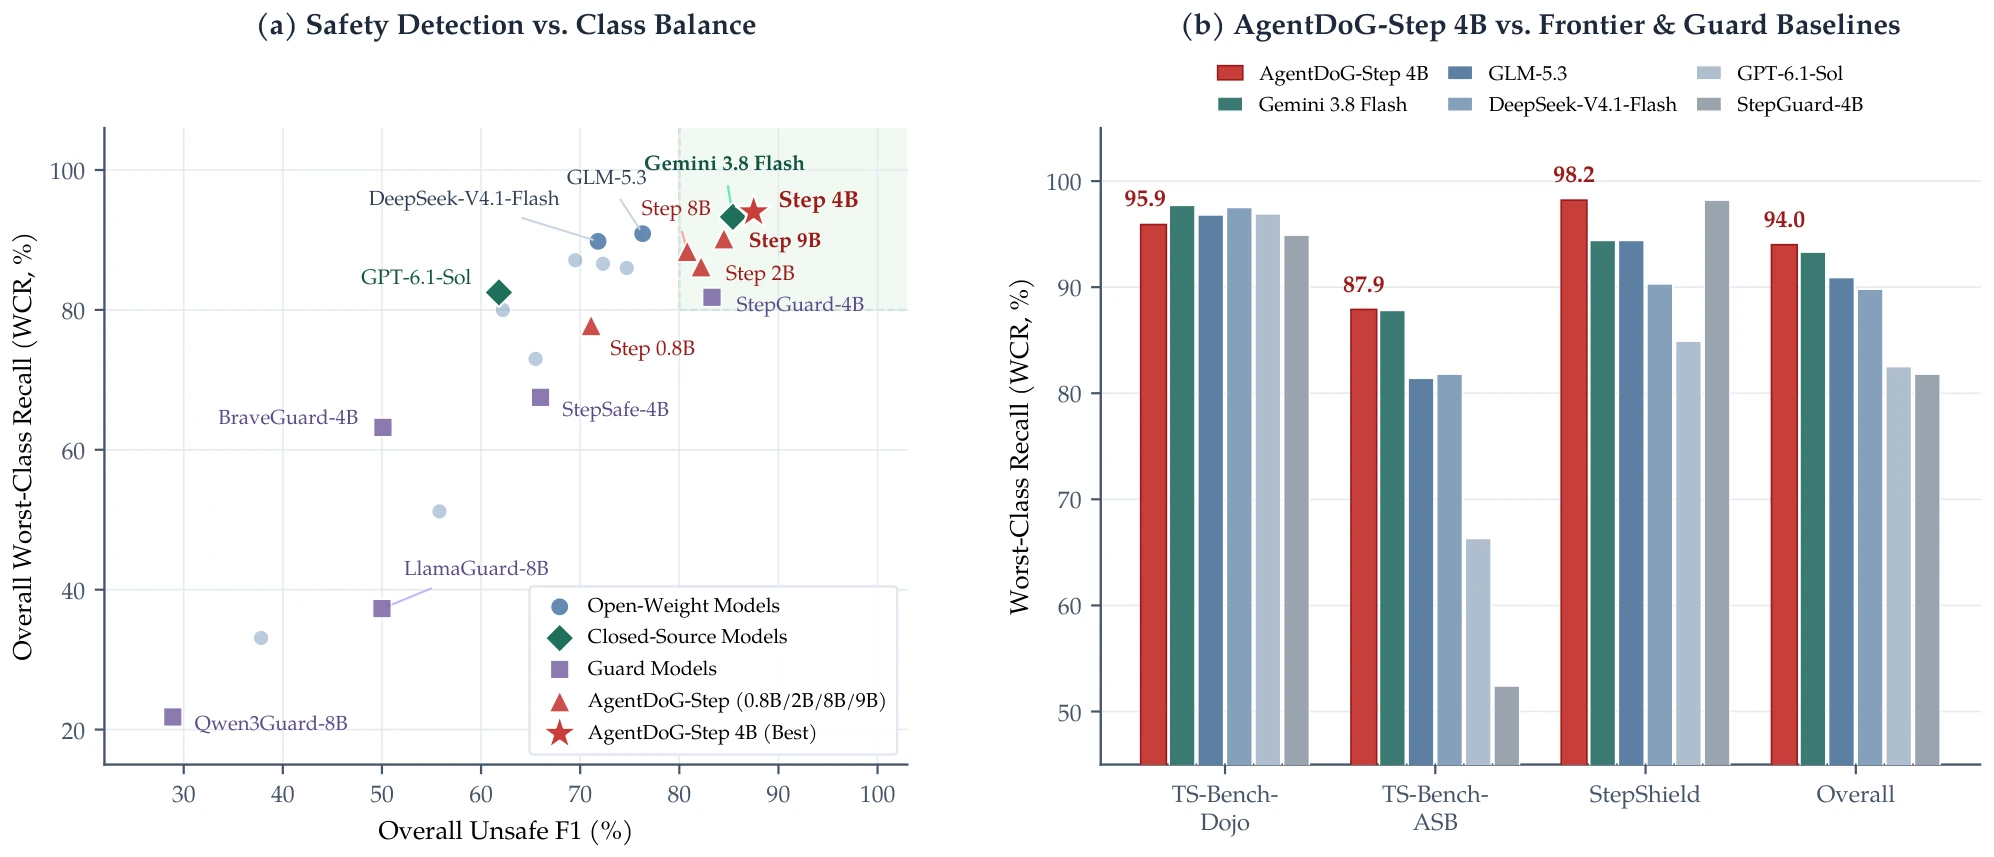 (a) Safety Detection vs. Class Balance
Overall Worst-Class Recall (WCR, %)
100
80
60
40
20
30
40
50
60
70
80
90
100
Overall Unsafe F1 (%)
Gemini 3.8 Flash
GLM-5.3
DeepSeek-V4.1-Flash
Step 8B
Step 4B
Step 9B
Step 2B
GPT-6.1-Sol
StepGuard-4B
Step 0.8B
StepSafe-4B
BraveGuard-4B
LlamaGuard-8B
Qwen3Guard-8B
Open-Weight Models
Closed-Source Models
Guard Models
AgentDoG-Step (0.8B/2B/8B/9B)
AgentDoG-Step 4B (Best)
(b) AgentDoG-Step 4B vs. Frontier & Guard Baselines
AgentDoG-Step 4B
Gemini 3.8 Flash
GLM-5.3
DeepSeek-V4.1-Flash
GPT-6.1-Sol
StepGuard-4B
Worst-Class Recall (WCR, %)
100
90
80
70
60
50
95.9
87.9
98.2
94.0
TS-Bench-
Dojo
TS-Bench-
ASB
StepShield
Overall